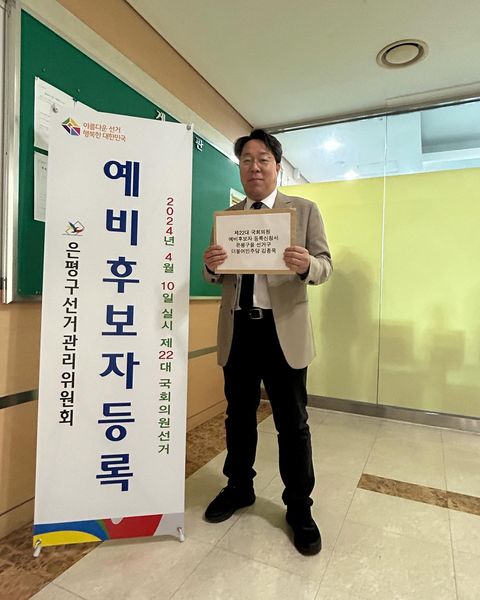 아름다운 선거
행복한 대한민국
예비후보자등록
2024년 4월 10일 실시 제22대 국회의원선거
은평구선거관리위원회
제22대 국회의원
예비후보자 등록신청서
은평구을 선거구
더불어민주당 김종욱
게
판